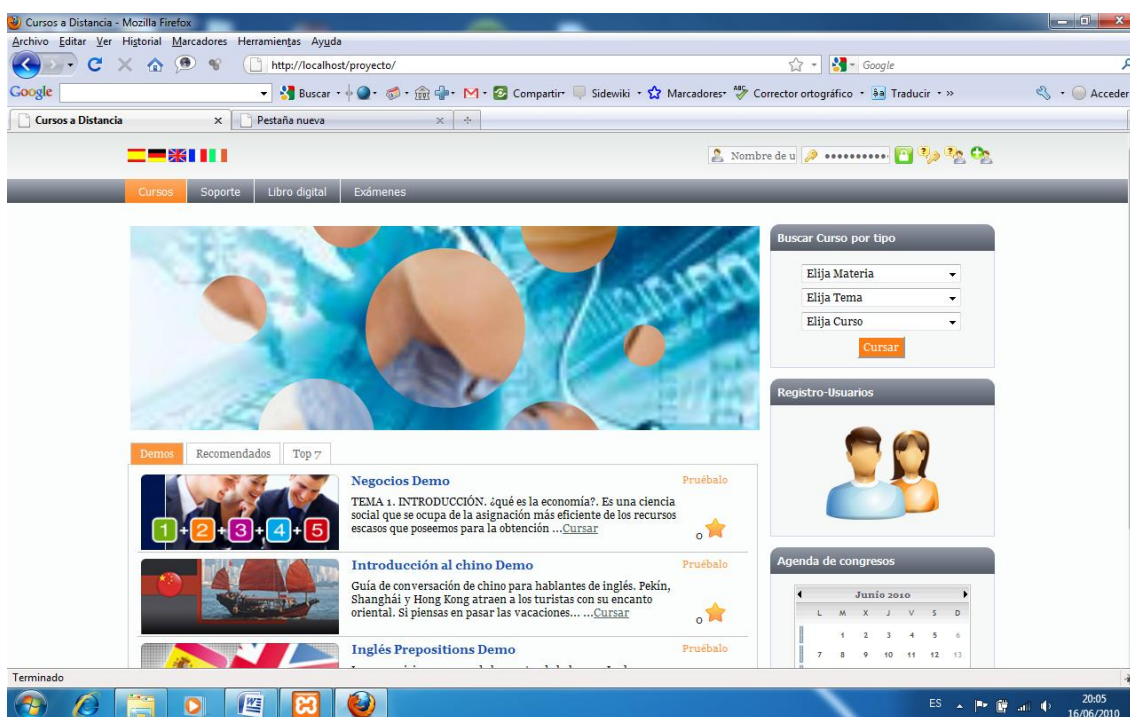 Cursos a Distancia - Mozilla Firefox
Archivo Editar Ver Historial Marcadores Herramientas Ayuda
http://localhost/proyecto/
Google
Google Buscar Compartir Sidewiki Marcadores ABC Corrector ortográfico Traducir » Acceder
Cursos a Distancia Pestaña nueva
Nombre de u
Cursos Soporte Libro digital Exámenes
Buscar Curso por tipo
Elija Materia
Elija Tema
Elija Curso
Cursar
Registro-Usuarios
Demos Recomendados Top 7
Negocios Demo Pruébalo
TEMA 1. INTRODUCCIÓN. ¿qué es la economía?. Es una ciencia
social que se ocupa de la asignación más eficiente de los recursos
escasos que poseemos para la obtención ...Cursar
0
1+2+3+4+5
Introducción al chino Demo Pruébalo
Guía de conversación de chino para hablantes de inglés. Pekín,
Shanghái y Hong Kong atraen a los turistas con su encanto
oriental. Si piensas en pasar las vacaciones... ...Cursar
0
Inglés Prepositions Demo Pruébalo
Agenda de congresos
Junio 2010
L M X J V S D
1 2 3 4 5 6
7 8 9 10 11 12 13
Terminado
ES
20:05
16/06/2010